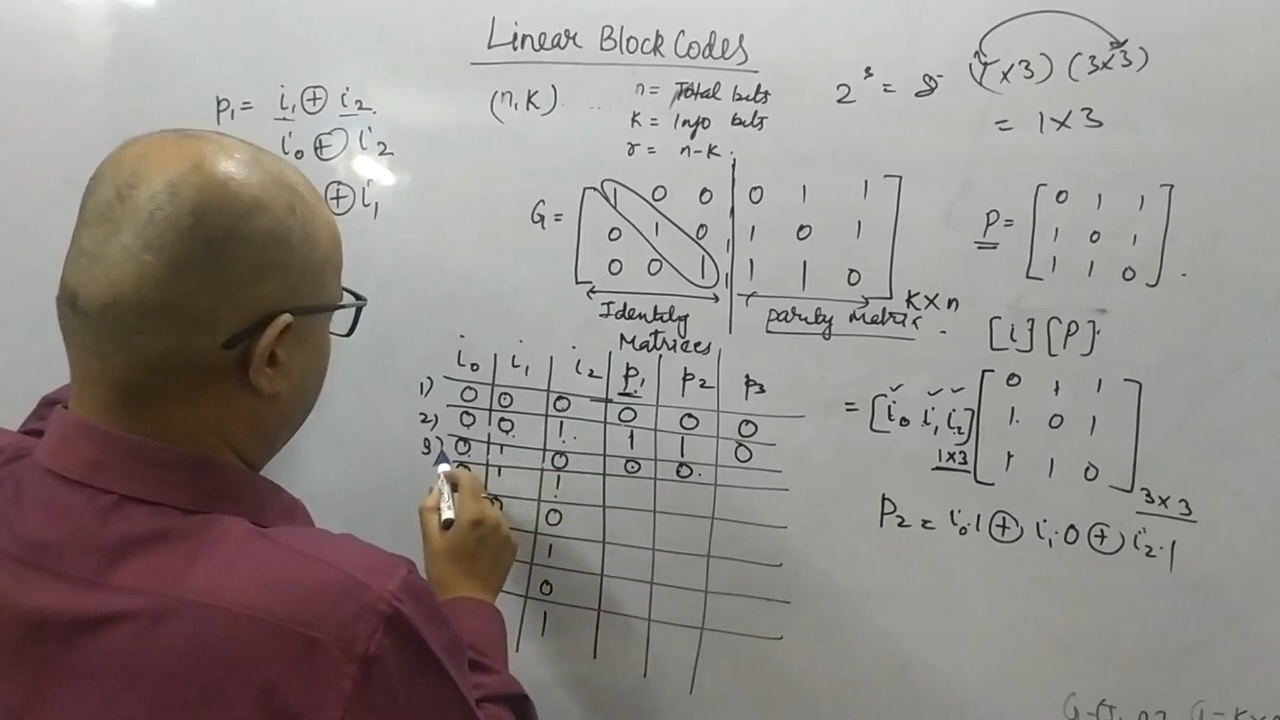 Linear Block Codes
(n, k) ..
n = Total bits
k = Info bits
r = n-k.
p₁ = i₁ ⊕ i₂.
i₀ ⊕ i₂
⊕ i₁
2³ = 8
(1×3) (3×3)
= 1×3
G =
1 0 0 0 1 1
0 1 0 1 0 1
0 0 1 1 1 0
K×n
Identity Matrices
parity Metrix.
P =
0 1 1
1 0 1
1 1 0
[i] [P].
i₀ i₁ i₂ p₁ p₂ p₃
1) 0 0 0 0 0 0
2) 0 0 1 1 1 0
3) 0 1 0 0 0.
0 1 1
0 0
1
0
1
= [i₀ i₁ i₂]
1×3
0 1 1
1. 0 1
1 1 0
3×3
P₂ = i₀.1 ⊕ i₁.0 ⊕ i₂.1